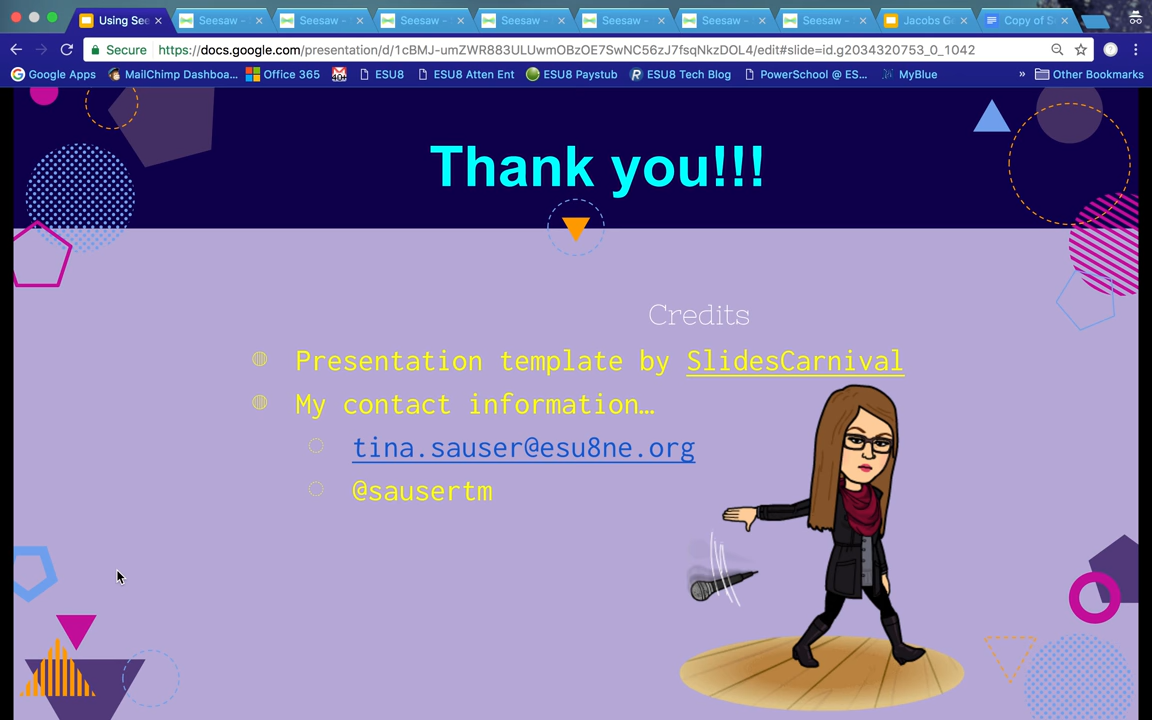 Using See
Seesaw -
Seesaw -
Seesaw -
Seesaw -
Seesaw -
Seesaw -
Seesaw -
Jacobs G
Copy of S
Secure
https://docs.google.com/presentation/d/1cBMJ-umZWR883ULUwmOBzOE7SwNC56zJ7fsqNkzDOL4/edit#slide=id.g2034320753_0_1042
Google Apps
MailChimp Dashboa...
Office 365
40+
ESU8
ESU8 Atten Ent
ESU8 Paystub
ESU8 Tech Blog
PowerSchool @ ES...
MyBlue
» Other Bookmarks
Thank you!!!
Credits
Presentation template by SlidesCarnival
My contact information…
tina.sauser@esu8ne.org
@sausertm